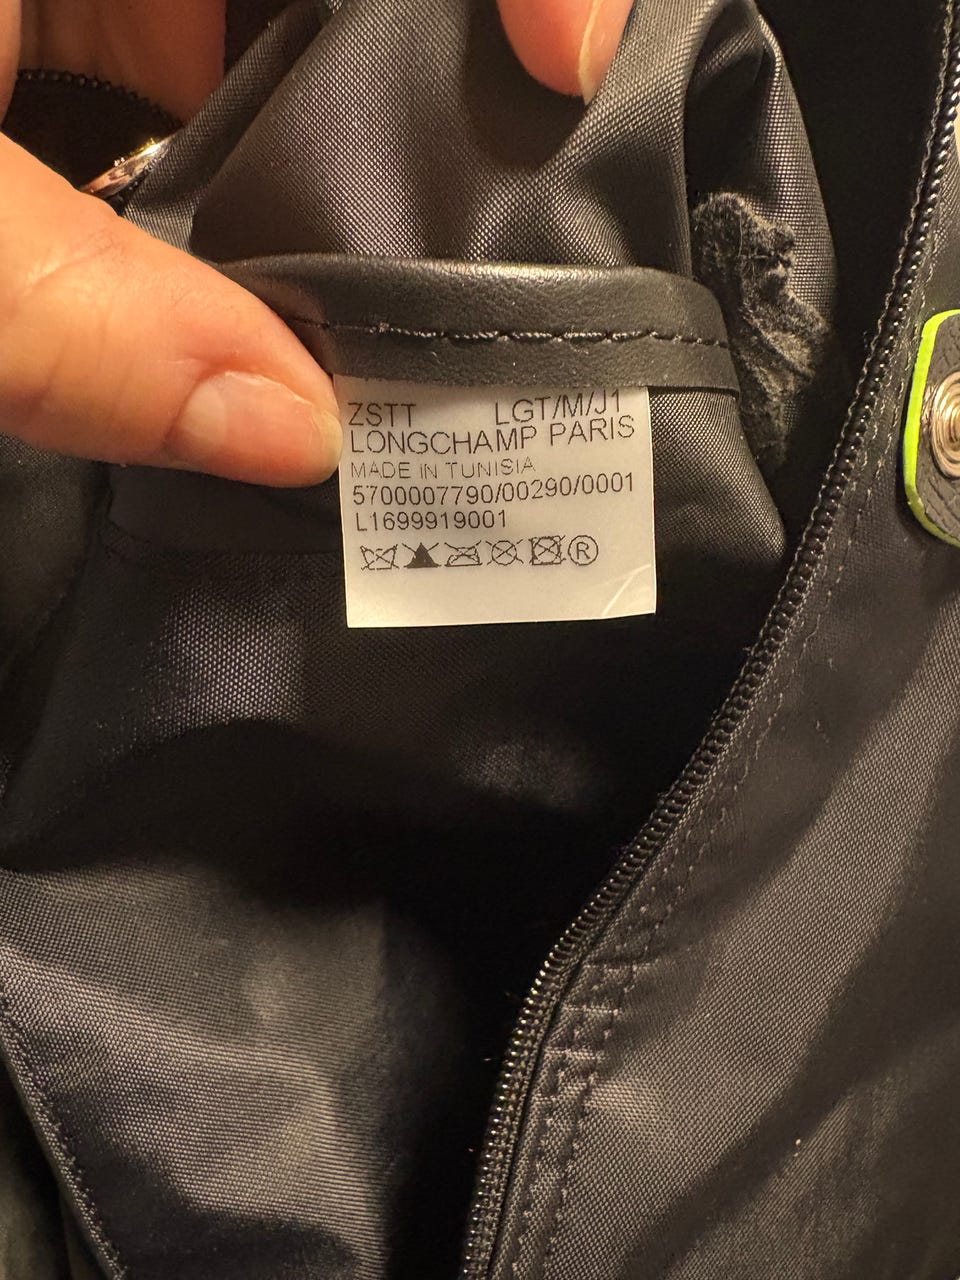 ZSTT LGT/M/J1
LONGCHAMP PARIS
MADE IN TUNISIA
5700007790/00290/0001
L1699919001
®